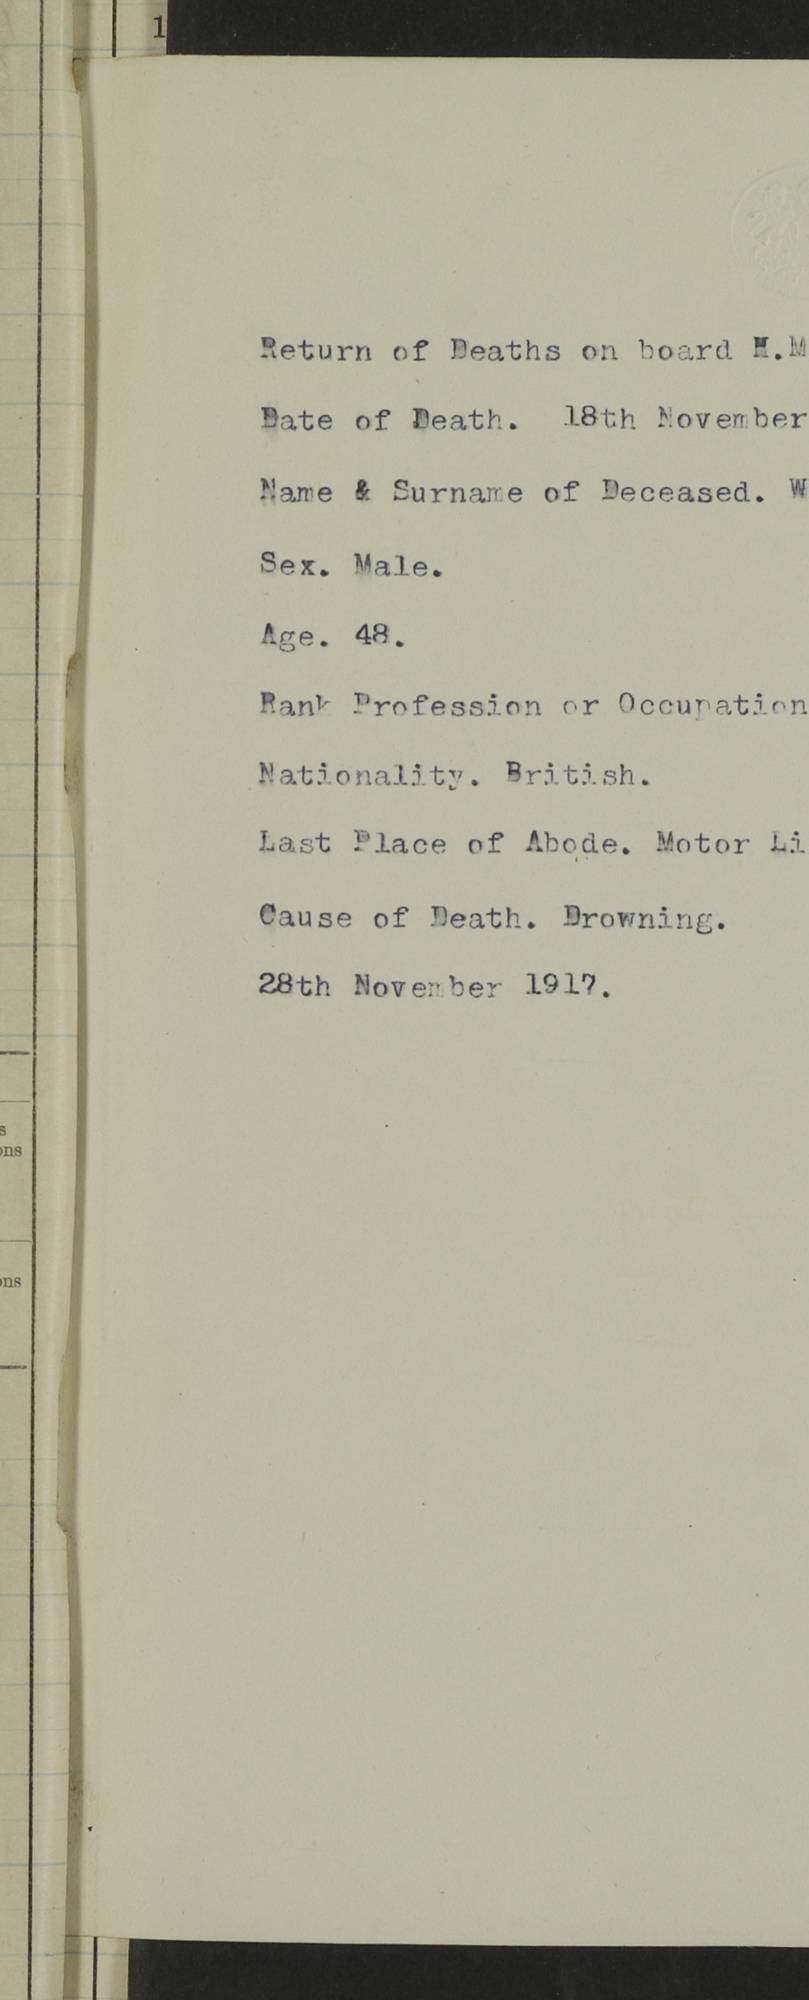 1
Return of Deaths on board H.M
Date of Death. 18th November
Name & Surname of Deceased. W
Sex. Male.
Age. 48.
Rank Profession or Occupation
Nationality. British.
Last Place of Abode. Motor Li
Cause of Death. Drowning.
28th November 1917.
s
ons
ons